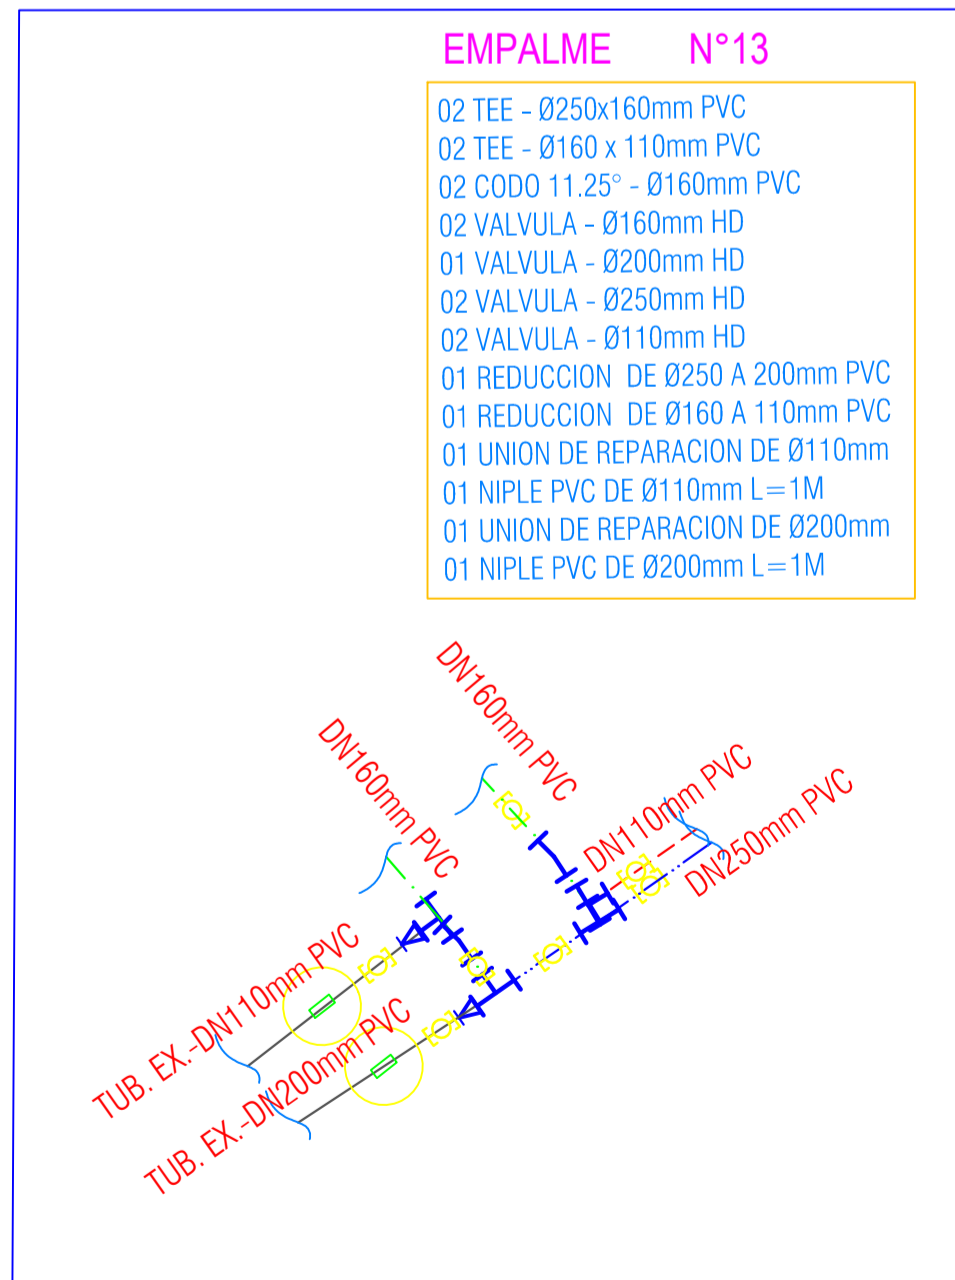 EMPALME N°13
02 TEE - Ø250x160mm PVC
02 TEE - Ø160 x 110mm PVC
02 CODO 11.25° - Ø160mm PVC
02 VALVULA - Ø160mm HD
01 VALVULA - Ø200mm HD
02 VALVULA - Ø250mm HD
02 VALVULA - Ø110mm HD
01 REDUCCION DE Ø250 A 200mm PVC
01 REDUCCION DE Ø160 A 110mm PVC
01 UNION DE REPARACION DE Ø110mm
01 NIPLE PVC DE Ø110mm L=1M
01 UNION DE REPARACION DE Ø200mm
01 NIPLE PVC DE Ø200mm L=1M
DN160mm PVC
DN160mm PVC
DN110mm PVC
DN250mm PVC
TUB. EX.-DN110mm PVC
TUB. EX.-DN200mm PVC